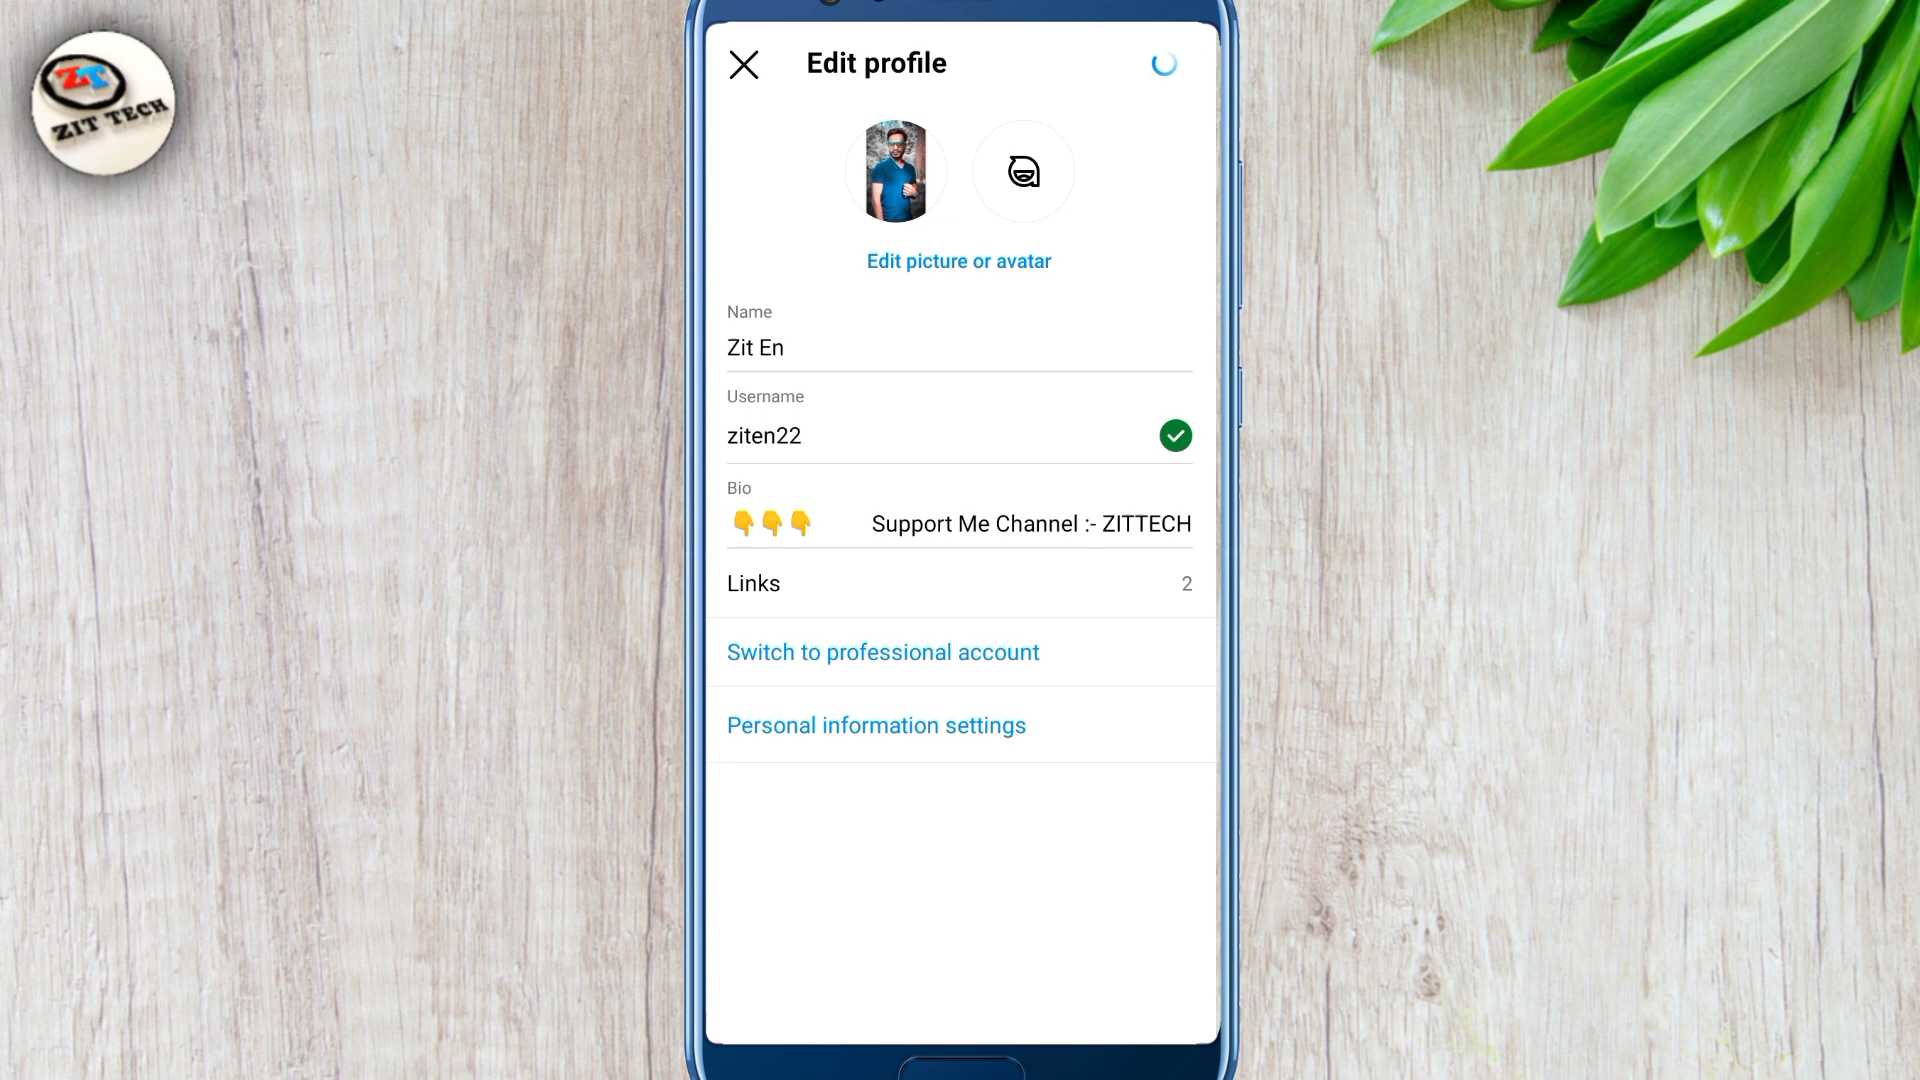 ZT
ZIT TECH
Edit profile
Edit picture or avatar
Name
Zit En
Username
ziten22
Bio
👇👇👇 Support Me Channel :- ZITTECH
Links 2
Switch to professional account
Personal information settings